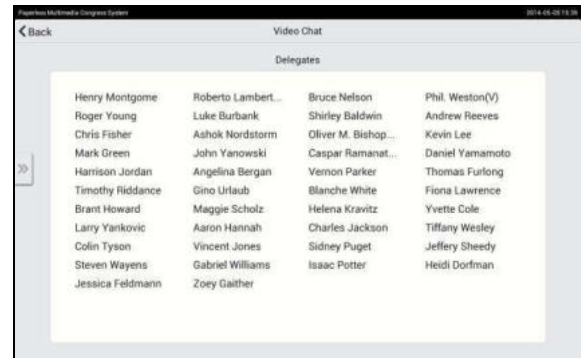 Paperless Multimedia Congress System 2014-05-05 15:39
Back Video Chat
Delegates
Henry Montgome Roberto Lambert... Bruce Nelson Phil. Weston(V)
Roger Young Luke Burbank Shirley Baldwin Andrew Reeves
Chris Fisher Ashok Nordstorm Oliver M. Bishop... Kevin Lee
Mark Green John Yanowski Caspar Ramanat... Daniel Yamamoto
Harrison Jordan Angelina Bergan Vernon Parker Thomas Furlong
Timothy Riddance Gino Urlaub Blanche White Fiona Lawrence
Brant Howard Maggie Scholz Helena Kravitz Yvette Cole
Larry Yankovic Aaron Hannah Charles Jackson Tiffany Wesley
Colin Tyson Vincent Jones Sidney Puget Jeffery Sheedy
Steven Wayens Gabriel Williams Isaac Potter Heidi Dorfman
Jessica Feldmann Zoey Gaither